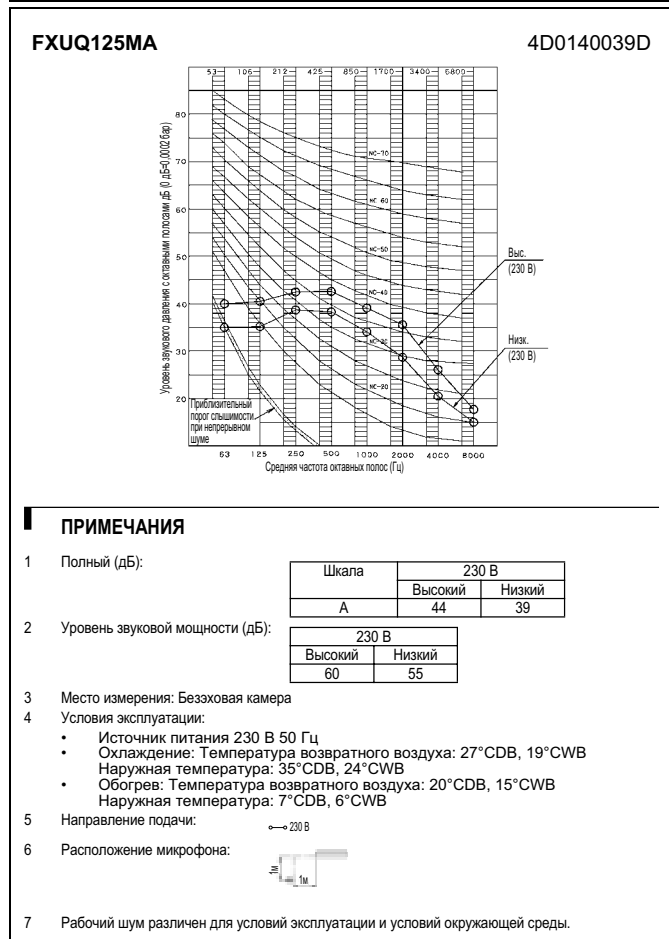 FXUQ125MA 4D0140039D
53 106 212 425 850 1700 3400 6800
80
70
60
50
40
30
20
Уровень звукового давления с октавными полосами дБ (0 дБ=0,0002 бар)
NC-70
NC-60
NC-50
NC-40
NC-30
NC-20
Выс.
(230 В)
Низк.
(230 В)
Приблизительный
порог слышимости
при непрерывном
шуме
63 125 250 500 1000 2000 4000 8000
Средняя частота октавных полос (Гц)
ПРИМЕЧАНИЯ
1 Полный (дБ):
Шкала 230 В
Высокий Низкий
A 44 39
2 Уровень звуковой мощности (дБ):
230 В
Высокий Низкий
60 55
3 Место измерения: Безэховая камера
4 Условия эксплуатации:
• Источник питания 230 В 50 Гц
• Охлаждение: Температура возвратного воздуха: 27°CDB, 19°CWB
Наружная температура: 35°CDB, 24°CWB
• Обогрев: Температура возвратного воздуха: 20°CDB, 15°CWB
Наружная температура: 7°CDB, 6°CWB
5 Направление подачи:
230 В
6 Расположение микрофона:
1м
1м
7 Рабочий шум различен для условий эксплуатации и условий окружающей среды.